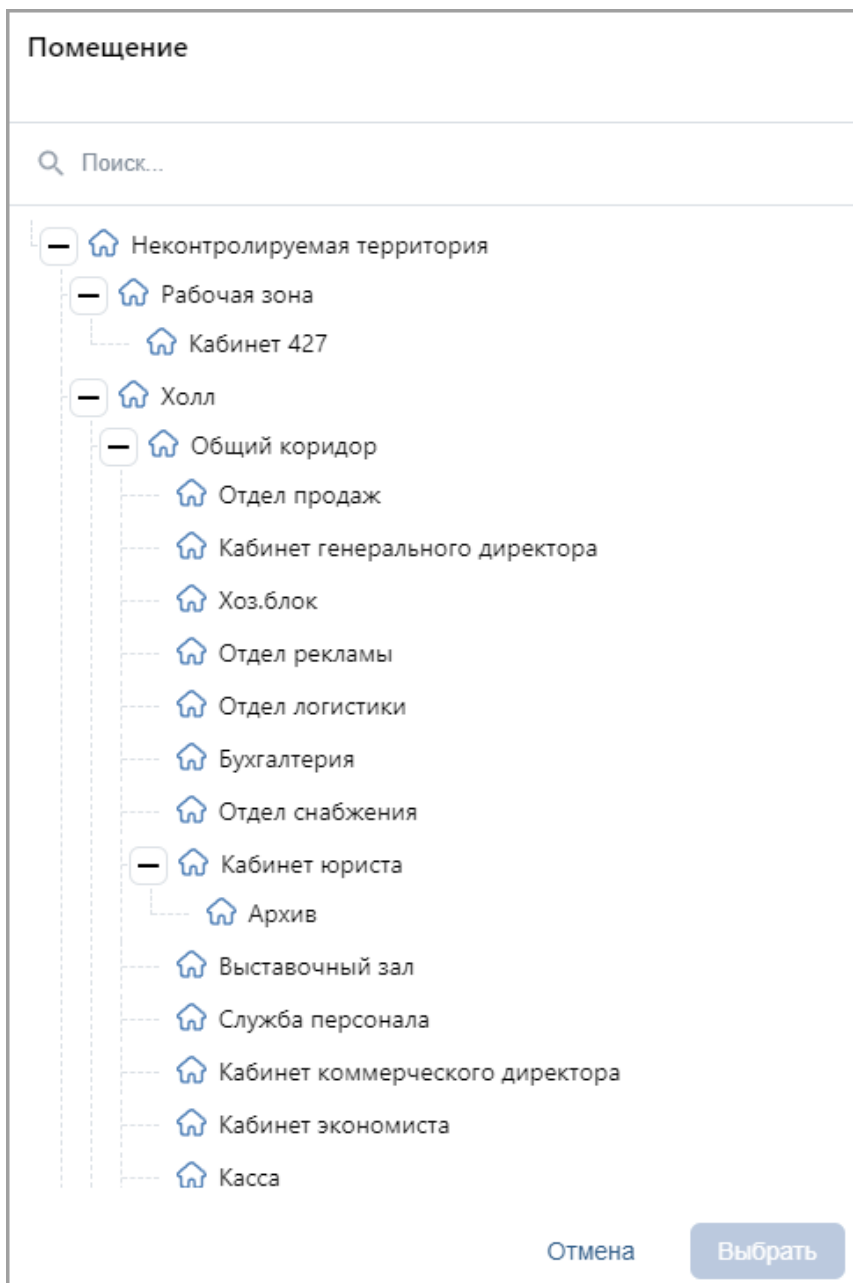 Помещение
Поиск...
Неконтролируемая территория
Рабочая зона
Кабинет 427
Холл
Общий коридор
Отдел продаж
Кабинет генерального директора
Хоз.блок
Отдел рекламы
Отдел логистики
Бухгалтерия
Отдел снабжения
Кабинет юриста
Архив
Выставочный зал
Служба персонала
Кабинет коммерческого директора
Кабинет экономиста
Касса
Отмена Выбрать